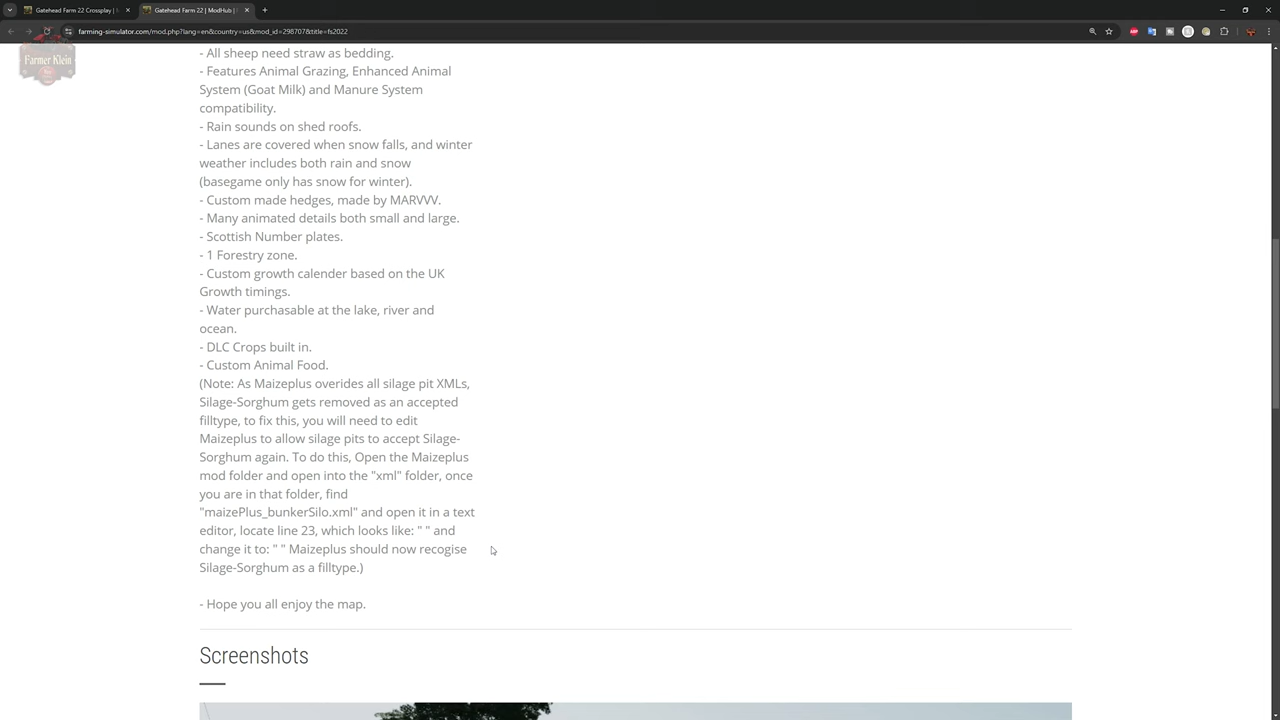 Gatehead Farm 22 Crossplay | M
Gatehead Farm 22 | ModHub |
farming-simulator.com/mod.php?lang=en&country=us&mod_id=298707&title=fs2022
Farmer Klein
- All sheep need straw as bedding.
- Features Animal Grazing, Enhanced Animal
System (Goat Milk) and Manure System
compatibility.
- Rain sounds on shed roofs.
- Lanes are covered when snow falls, and winter
weather includes both rain and snow
(basegame only has snow for winter).
- Custom made hedges, made by MARVVV.
- Many animated details both small and large.
- Scottish Number plates.
- 1 Forestry zone.
- Custom growth calender based on the UK
Growth timings.
- Water purchasable at the lake, river and
ocean.
- DLC Crops built in.
- Custom Animal Food.
(Note: As Maizeplus overides all silage pit XMLs,
Silage-Sorghum gets removed as an accepted
filltype, to fix this, you will need to edit
Maizeplus to allow silage pits to accept Silage-
Sorghum again. To do this, Open the Maizeplus
mod folder and open into the "xml" folder, once
you are in that folder, find
"maizePlus_bunkerSilo.xml" and open it in a text
editor, locate line 23, which looks like: " " and
change it to: " " Maizeplus should now recogise
Silage-Sorghum as a filltype.)
- Hope you all enjoy the map.
Screenshots